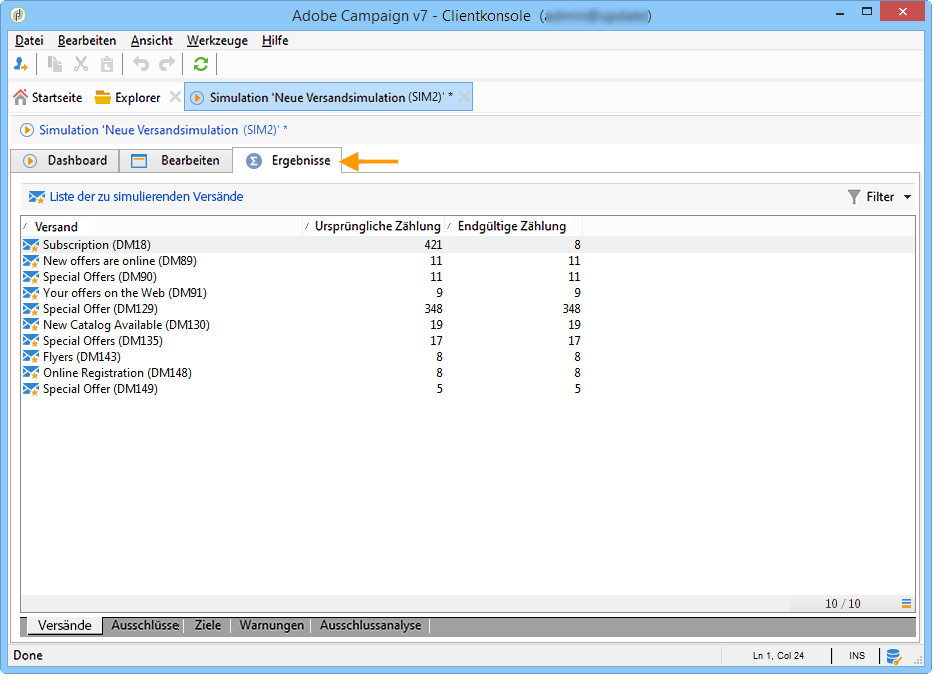 Adobe Campaign v7 - Clientkonsole ( )
Datei Bearbeiten Ansicht Werkzeuge Hilfe
Startseite Explorer Simulation 'Neue Versandsimulation (SIM2)' *
Simulation 'Neue Versandsimulation (SIM2)' *
Dashboard Bearbeiten Ergebnisse
Liste der zu simulierenden Versände Filter
Versand Ursprüngliche Zählung Endgültige Zählung
Subscription (DM18) 421 8
New offers are online (DM89) 11 11
Special Offers (DM90) 11 11
Your offers on the Web (DM91) 9 9
Special Offer (DM129) 348 348
New Catalog Available (DM130) 19 19
Special Offers (DM135) 17 17
Flyers (DM143) 8 8
Online Registration (DM148) 8 8
Special Offer (DM149) 5 5
10 / 10
Versände Ausschlüsse Ziele Warnungen Ausschlussanalyse
Done Ln 1, Col 24 INS